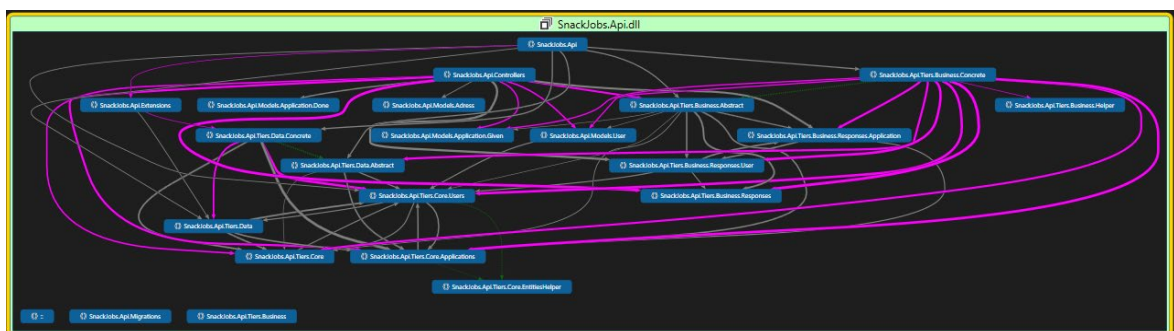 SnackJobs.Api.dll
SnackJobs.Api
SnackJobs.Api.Controllers
SnackJobs.Api.Tiers.Business.Concrete
SnackJobs.Api.Extensions
SnackJobs.Api.Models.Application.Done
SnackJobs.Api.Models.Adress
SnackJobs.Api.Tiers.Business.Abstract
SnackJobs.Api.Tiers.Business.Helper
SnackJobs.Api.Tiers.Data.Concrete
SnackJobs.Api.Models.Application.Given
SnackJobs.Api.Models.User
SnackJobs.Api.Tiers.Business.Responses.Application
SnackJobs.Api.Tiers.Data.Abstract
SnackJobs.Api.Tiers.Business.Responses.User
SnackJobs.Api.Tiers.Core.Users
SnackJobs.Api.Tiers.Business.Responses
SnackJobs.Api.Tiers.Data
SnackJobs.Api.Tiers.Core
SnackJobs.Api.Tiers.Core.Applications
SnackJobs.Api.Tiers.Core.EntitiesHelper
SnackJobs.Api.Migrations
SnackJobs.Api.Tiers.Business